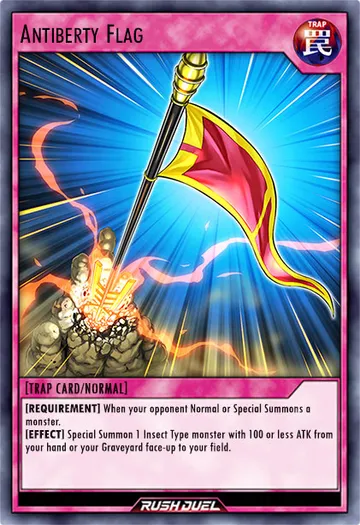 ANTIBERTY FLAG
TRAP
罠
[TRAP CARD/NORMAL]
[REQUIREMENT] When your opponent Normal or Special Summons a
monster.
[EFFECT] Special Summon 1 Insect Type monster with 100 or less ATK from
your hand or your Graveyard face-up to your field.
RUSH DUEL